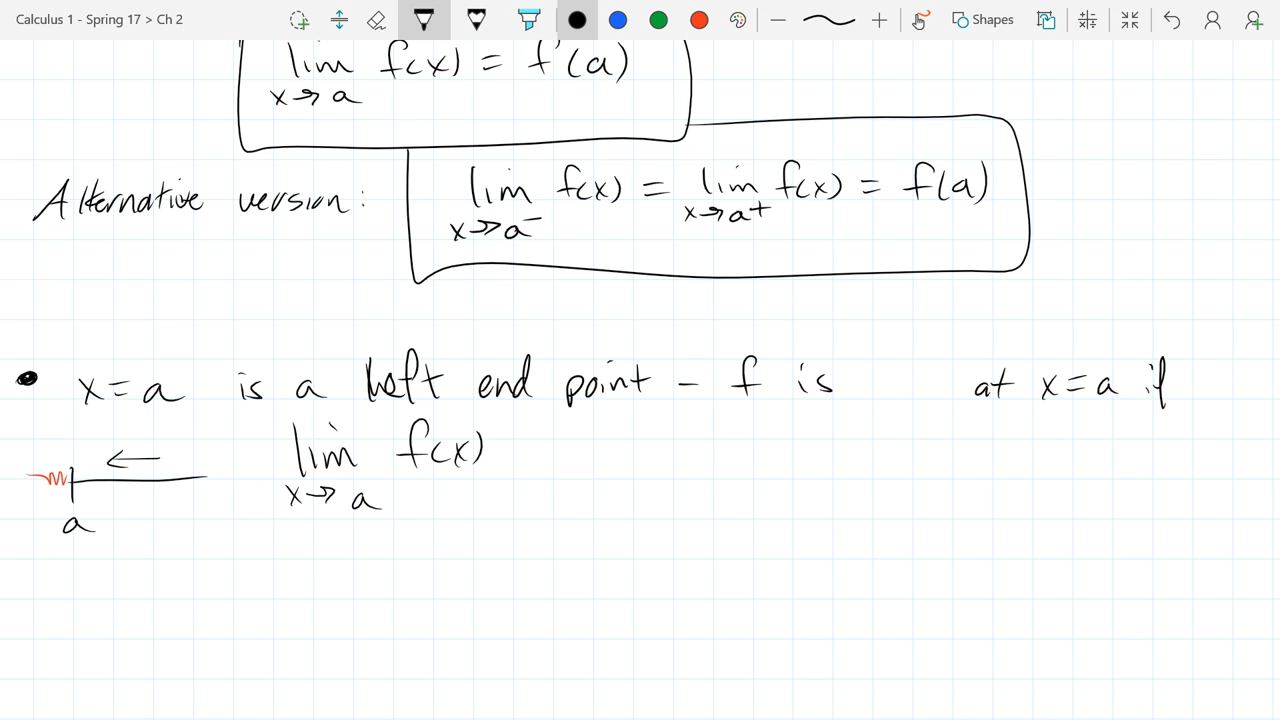 Calculus 1 - Spring 17 > Ch 2
Shapes
lim f(x) = f(a)
x→a
Alternative version: lim f(x) = lim f(x) = f(a)
x→a⁻ x→a⁺
• x=a is a left end point - f is at x=a if
lim f(x)
x→a
a